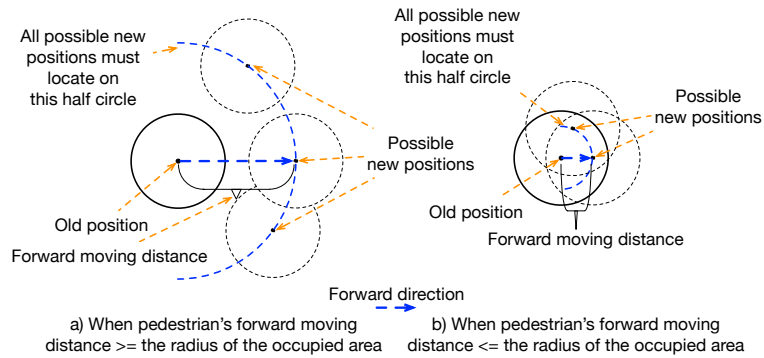 All possible new
positions must
locate on
this half circle
Possible
new positions
Old position
Forward moving distance
All possible new
positions must
locate on
this half circle
Possible
new positions
Old position
Forward moving distance
Forward direction
a) When pedestrian's forward moving
distance >= the radius of the occupied area
b) When pedestrian's forward moving
distance <= the radius of the occupied area